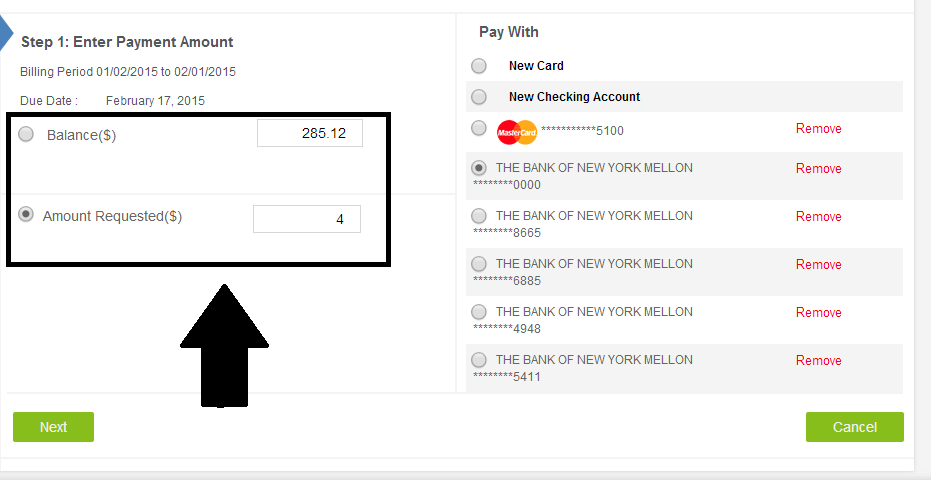 Step 1: Enter Payment Amount
Billing Period 01/02/2015 to 02/01/2015
Due Date : February 17, 2015
Balance($) 285.12
Amount Requested($) 4
Next
Pay With
New Card
New Checking Account
MasterCard ***********5100 Remove
THE BANK OF NEW YORK MELLON Remove
********0000
THE BANK OF NEW YORK MELLON Remove
********8665
THE BANK OF NEW YORK MELLON Remove
********6885
THE BANK OF NEW YORK MELLON Remove
********4948
THE BANK OF NEW YORK MELLON Remove
********5411
Cancel